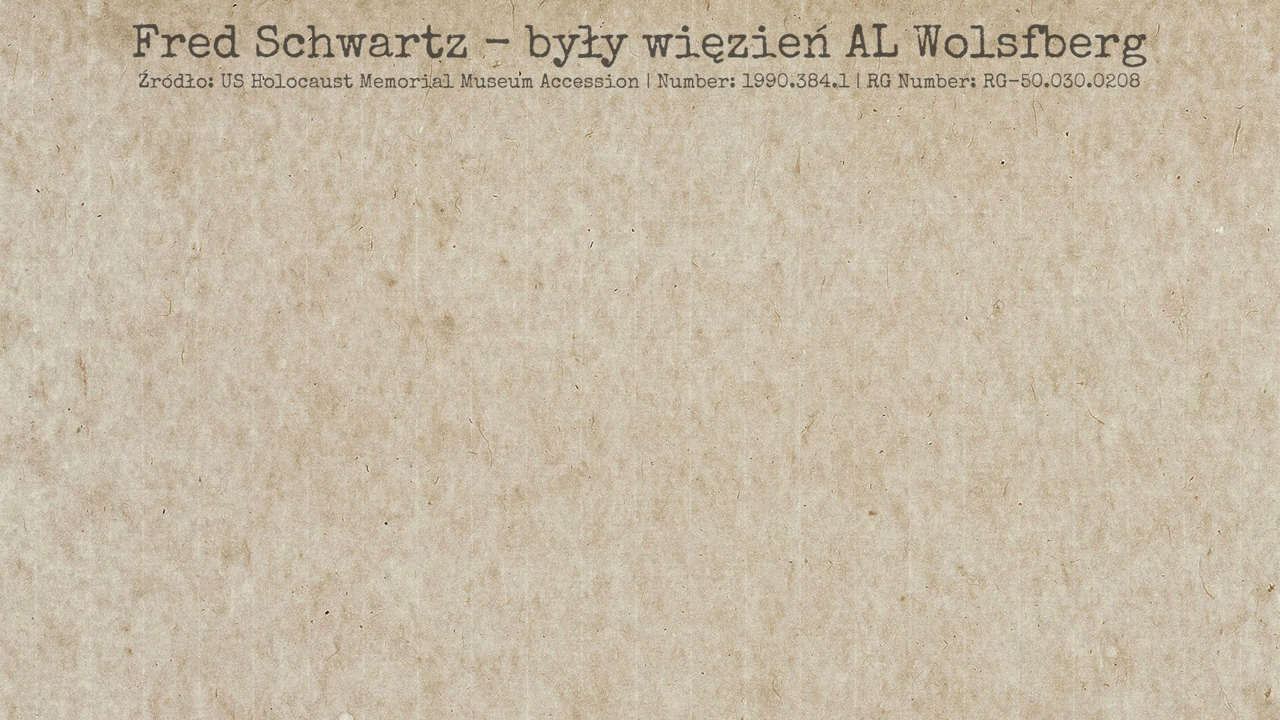 Fred Schwartz - były więzień AL Wolsfberg
Źródło: US Holocaust Memorial Museum Accession | Number: 1990.384.1 | RG Number: RG-50.030.0208